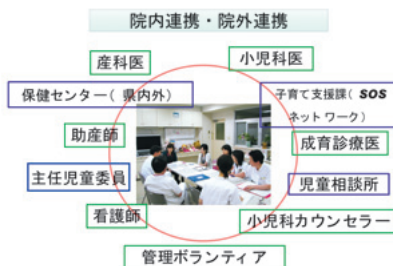 院内連携・院外連携
産科医
小児科医
保健センター( 県内外)
子育て支援課( SOS
ネットワーク)
助産師
成育診療医
主任児童委員
児童相談所
看護師
小児科カウンセラー
管理ボランティア